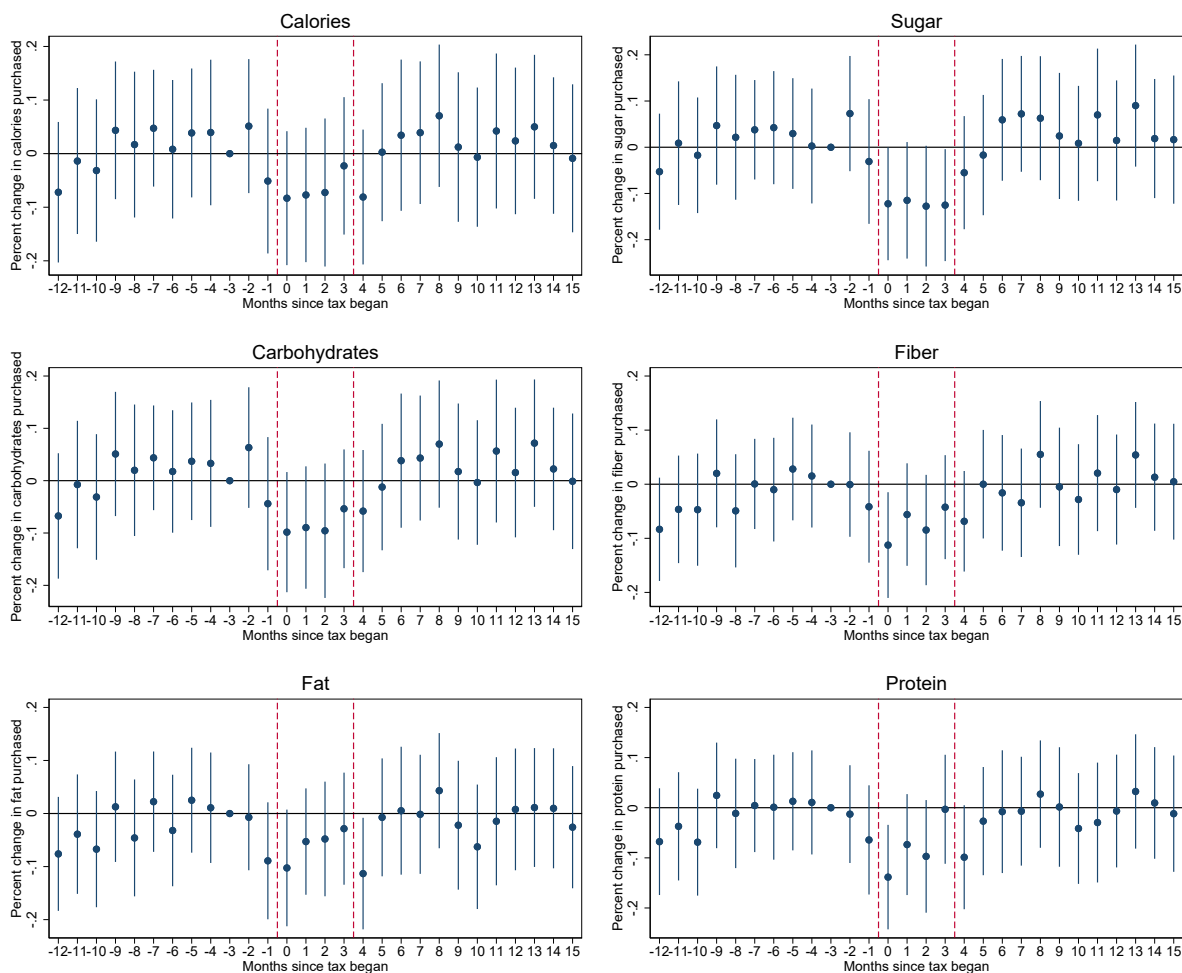 Calories
Percent change in calories purchased
.2
.1
0
-.1
-.2
-12 -11 -10 -9 -8 -7 -6 -5 -4 -3 -2 -1 0 1 2 3 4 5 6 7 8 9 10 11 12 13 14 15
Months since tax began
Sugar
Percent change in sugar purchased
.2
.1
0
-.1
-.2
-12 -11 -10 -9 -8 -7 -6 -5 -4 -3 -2 -1 0 1 2 3 4 5 6 7 8 9 10 11 12 13 14 15
Months since tax began
Carbohydrates
Percent change in carbohydrates purchased
.2
.1
0
-.1
-.2
-12 -11 -10 -9 -8 -7 -6 -5 -4 -3 -2 -1 0 1 2 3 4 5 6 7 8 9 10 11 12 13 14 15
Months since tax began
Fiber
Percent change in fiber purchased
.2
.1
0
-.1
-.2
-12 -11 -10 -9 -8 -7 -6 -5 -4 -3 -2 -1 0 1 2 3 4 5 6 7 8 9 10 11 12 13 14 15
Months since tax began
Fat
Percent change in fat purchased
.2
.1
0
-.1
-.2
-12 -11 -10 -9 -8 -7 -6 -5 -4 -3 -2 -1 0 1 2 3 4 5 6 7 8 9 10 11 12 13 14 15
Months since tax began
Protein
Percent change in protein purchased
.2
.1
0
-.1
-.2
-12 -11 -10 -9 -8 -7 -6 -5 -4 -3 -2 -1 0 1 2 3 4 5 6 7 8 9 10 11 12 13 14 15
Months since tax began